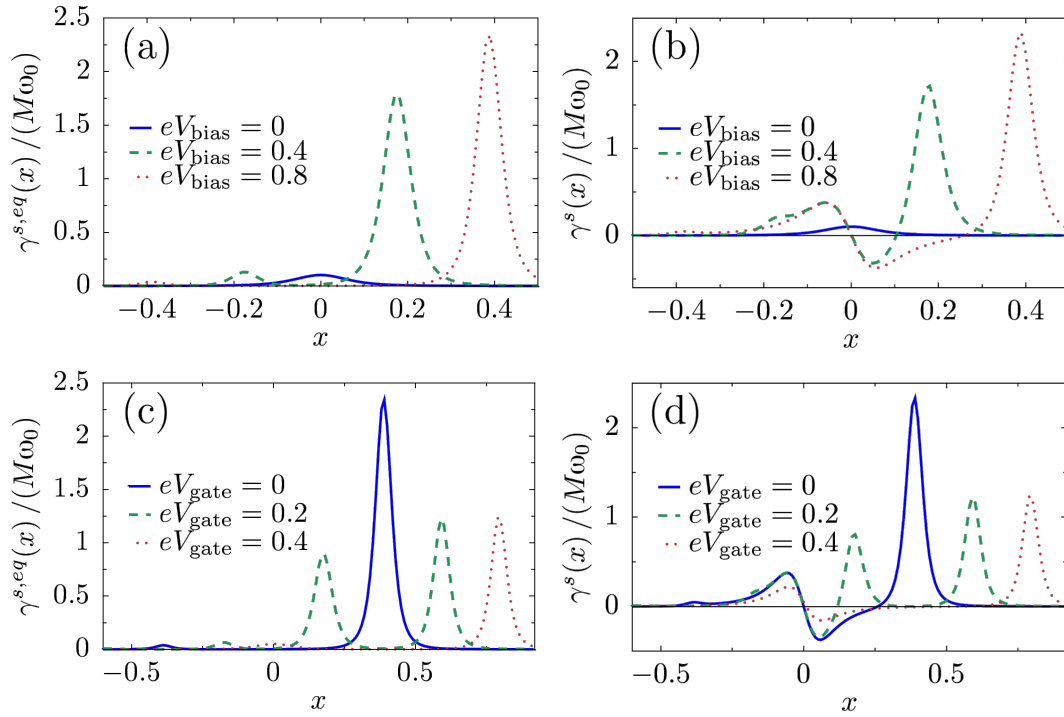 (a)
2.5
2
1.5
1
0.5
0
γ^{s,eq}(x) /(Mω₀)
eV_bias = 0
eV_bias = 0.4
eV_bias = 0.8
−0.4 −0.2 0 0.2 0.4
x
(b)
2
1
0
γ^s(x) /(Mω₀)
eV_bias = 0
eV_bias = 0.4
eV_bias = 0.8
−0.4 −0.2 0 0.2 0.4
x
(c)
2.5
2
1.5
1
0.5
0
γ^{s,eq}(x) /(Mω₀)
eV_gate = 0
eV_gate = 0.2
eV_gate = 0.4
−0.5 0 0.5
x
(d)
2
1
0
γ^s(x) /(Mω₀)
eV_gate = 0
eV_gate = 0.2
eV_gate = 0.4
−0.5 0 0.5
x